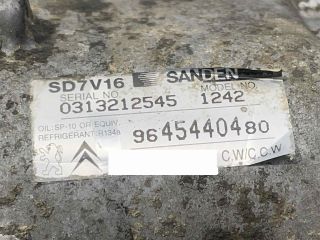 SD7V16 SANDEN
SERIAL NO. MODEL NO.
0313212545 1242
OIL:SP-10 OR EQUIV.
REFRIGERANT:R134a
9645440480
C.W/C.C.W